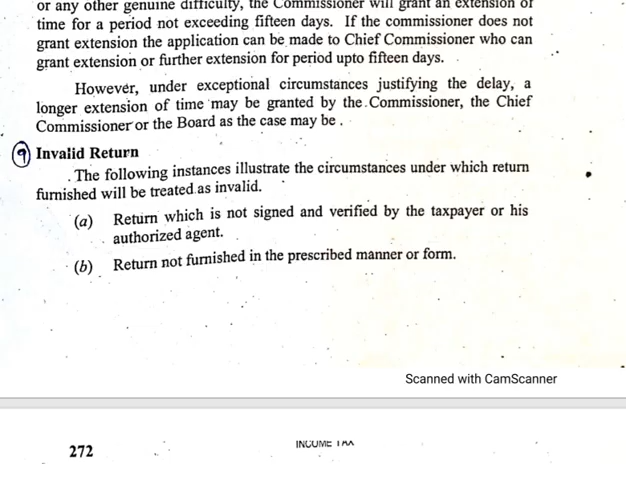 or any other genuine difficulty, the Commissioner will grant an extension of
time for a period not exceeding fifteen days. If the commissioner does not
grant extension the application can be made to Chief Commissioner who can
grant extension or further extension for period upto fifteen days.
However, under exceptional circumstances justifying the delay, a
longer extension of time may be granted by the Commissioner, the Chief
Commissioner or the Board as the case may be .
9 Invalid Return
The following instances illustrate the circumstances under which return
furnished will be treated as invalid.
(a) Return which is not signed and verified by the taxpayer or his
authorized agent.
(b) Return not furnished in the prescribed manner or form.
Scanned with CamScanner
272
INCOME TAX